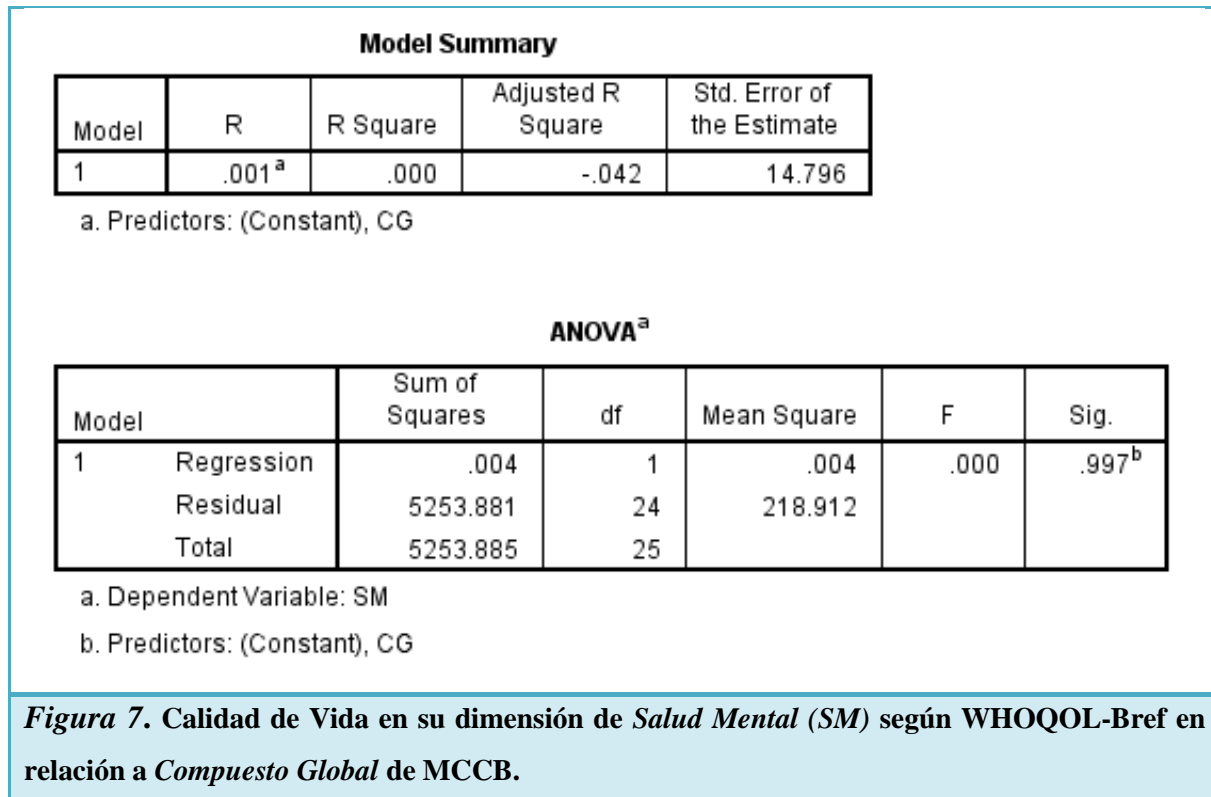 Model Summary
Model R R Square Adjusted R Square Std. Error of the Estimate
1 .001a .000 -.042 14.796
a. Predictors: (Constant), CG
ANOVAa
Model Sum of Squares df Mean Square F Sig.
1 Regression .004 1 .004 .000 .997b
Residual 5253.881 24 218.912
Total 5253.885 25
a. Dependent Variable: SM
b. Predictors: (Constant), CG
Figura 7. Calidad de Vida en su dimensión de Salud Mental (SM) según WHOQOL-Bref en
relación a Compuesto Global de MCCB.